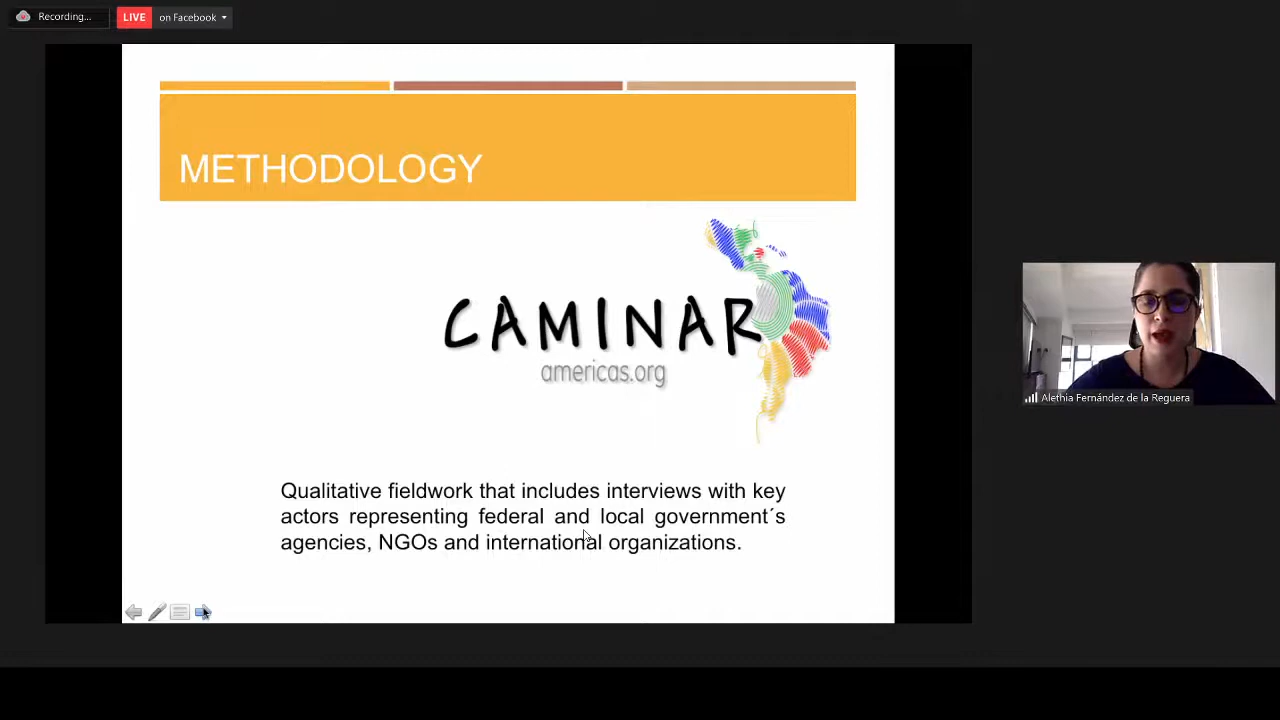 Recording...
LIVE
on Facebook
METHODOLOGY
CAMINAR
americas.org
Qualitative fieldwork that includes interviews with key
actors representing federal and local government´s
agencies, NGOs and international organizations.
Alethia Fernández de la Reguera